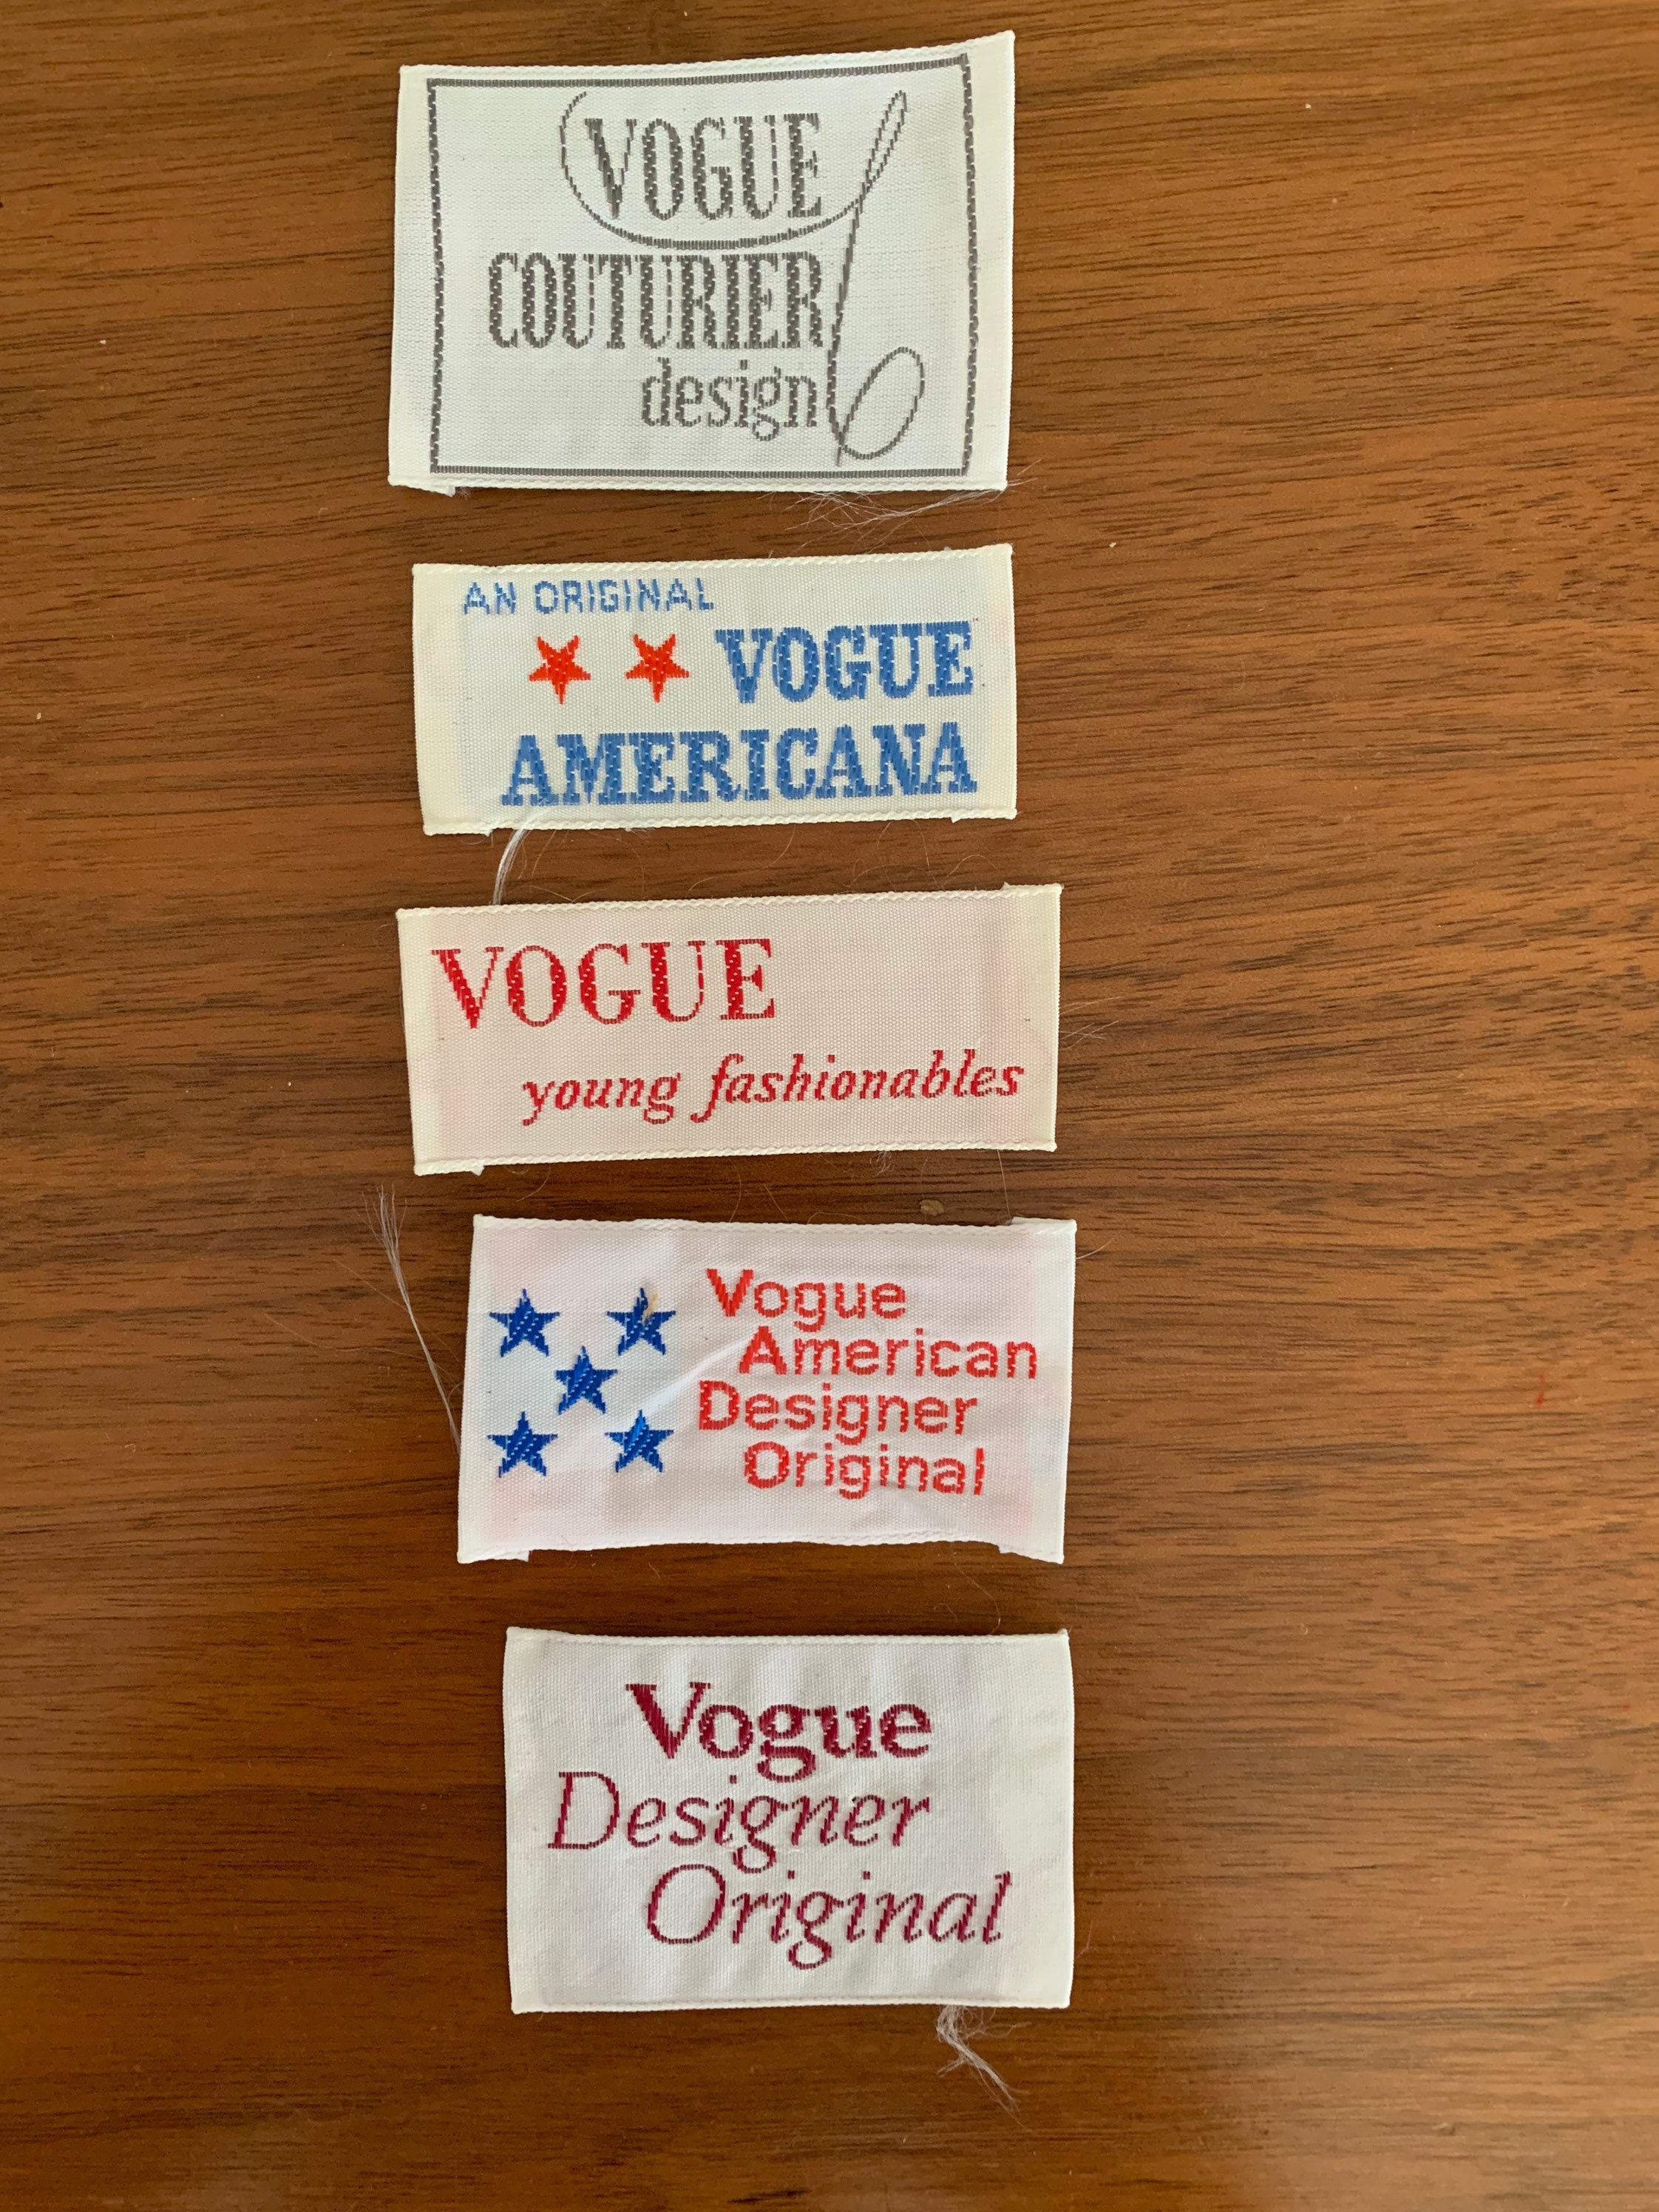 VOGUE
COUTURIER
design
AN ORIGINAL
VOGUE
AMERICANA
VOGUE
young fashionables
Vogue
American
Designer
Original
Vogue
Designer
Original